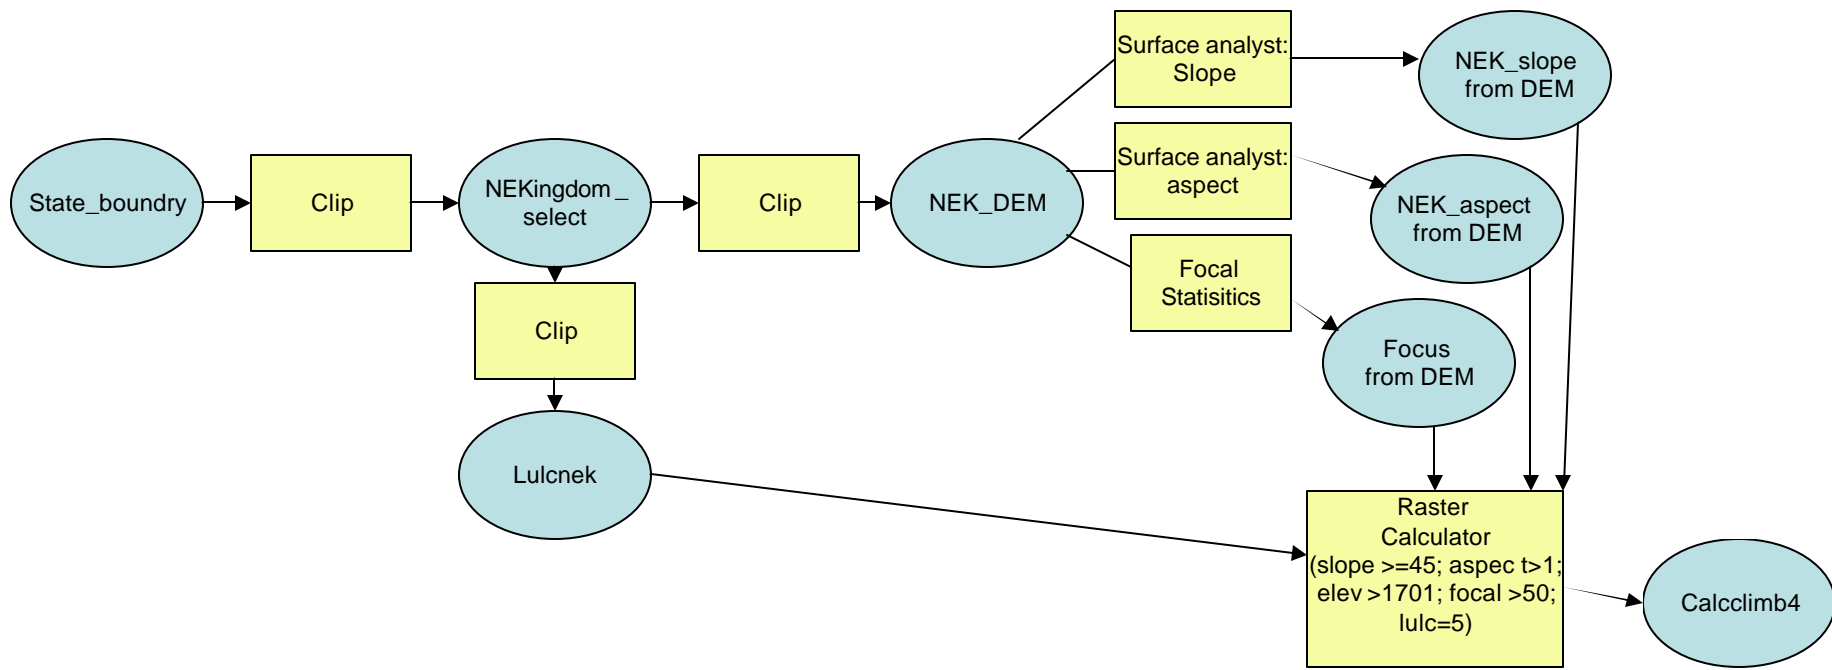 State_boundry
Clip
NEKingdom_
select
Clip
NEK_DEM
Surface analyst:
Slope
NEK_slope
from DEM
Surface analyst:
aspect
NEK_aspect
from DEM
Focal
Statisitics
Focus
from DEM
Clip
Lulcnek
Raster
Calculator
(slope >=45; aspec t>1;
elev >1701; focal >50;
lulc=5)
Calcclimb4